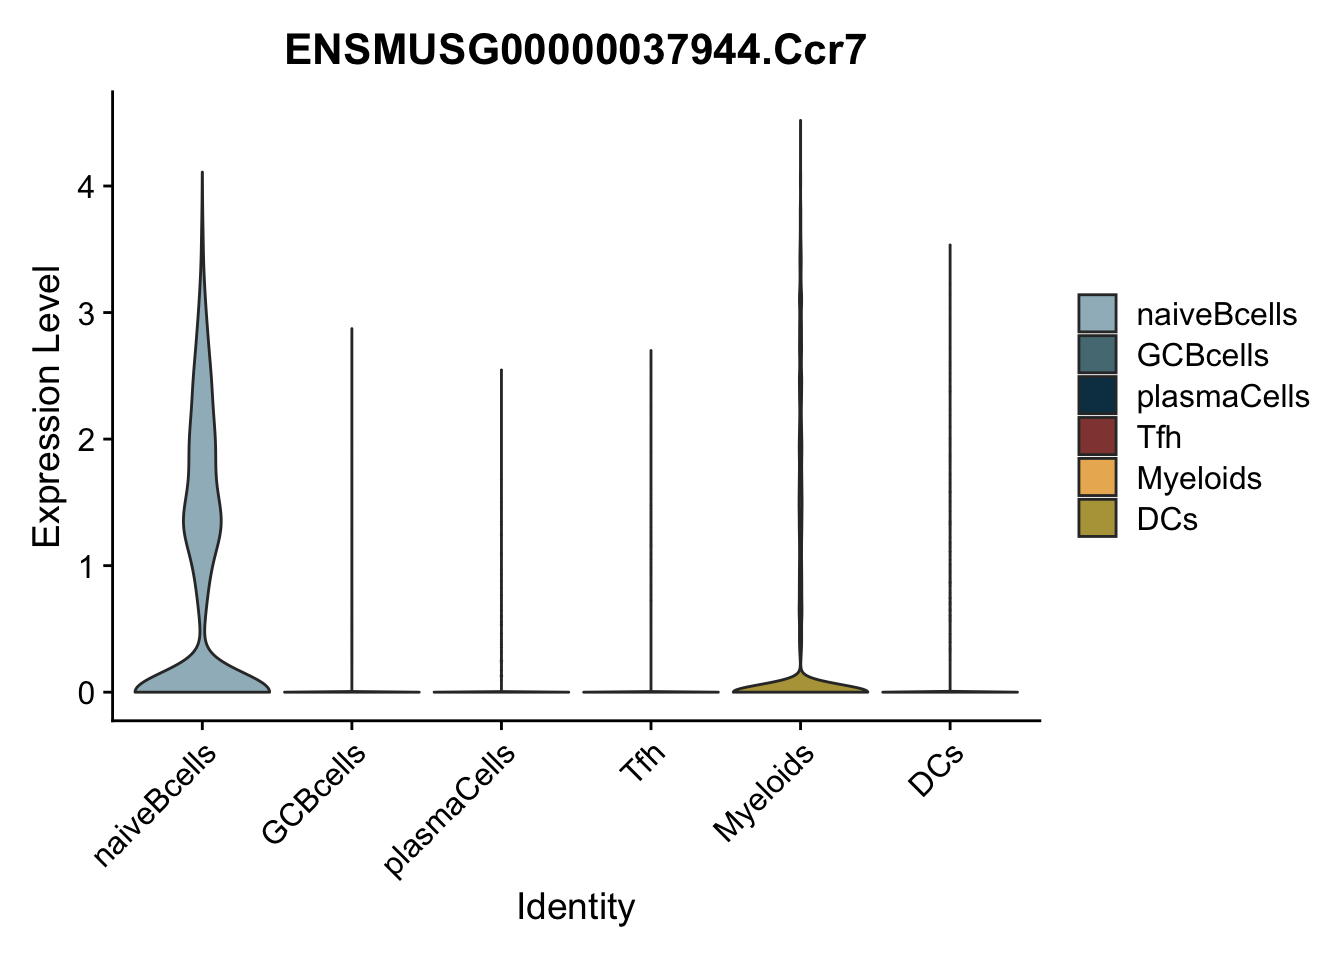 ENSMUSG00000037944.Ccr7
Expression Level
4
3
2
1
0
naiveBcells
GCBcells
plasmaCells
Tfh
Myeloids
DCs
Identity
naiveBcells
GCBcells
plasmaCells
Tfh
Myeloids
DCs